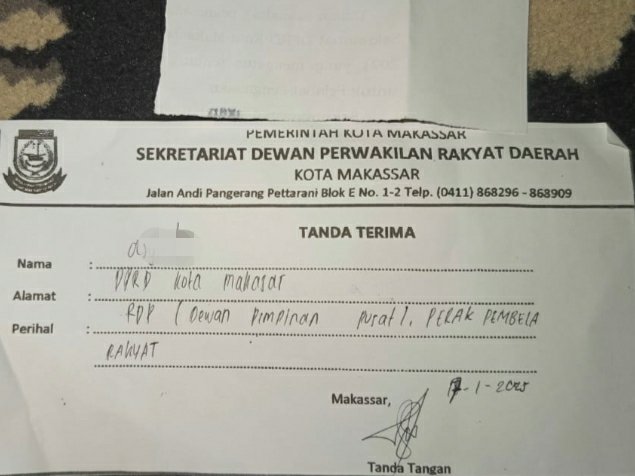 PEMERINTAH KOTA MAKASSAR
SEKRETARIAT DEWAN PERWAKILAN RAKYAT DAERAH
KOTA MAKASSAR
Jalan Andi Pangerang Pettarani Blok E No. 1-2 Telp. (0411) 868296 - 868909
TANDA TERIMA
Nama :
Alamat : DPRD kota makasar
Perihal : RDP (Dewan Pimpinan pusat), PERAK PEMBELA
RAKYAT
Makassar, -1-2025
Tanda Tangan